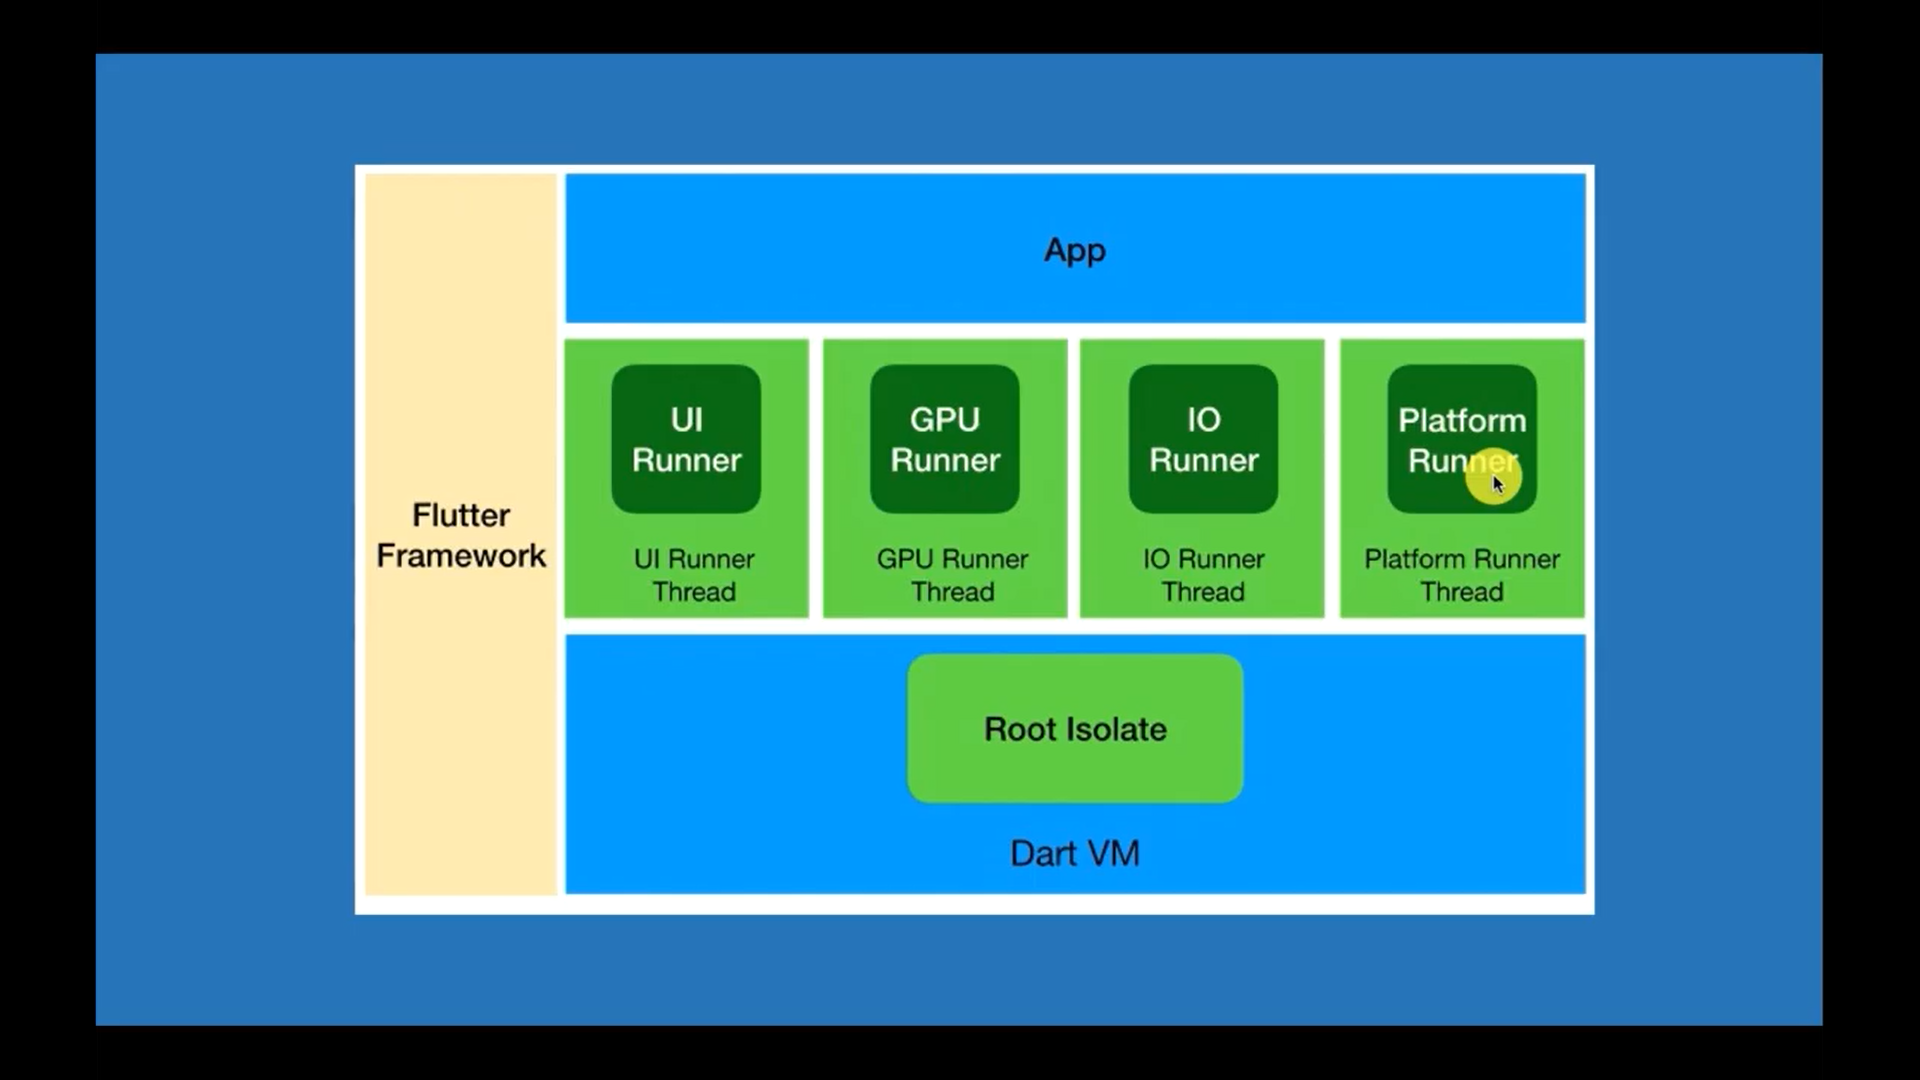 Flutter
Framework
App
UI
Runner
UI Runner
Thread
GPU
Runner
GPU Runner
Thread
IO
Runner
IO Runner
Thread
Platform
Runner
Platform Runner
Thread
Root Isolate
Dart VM